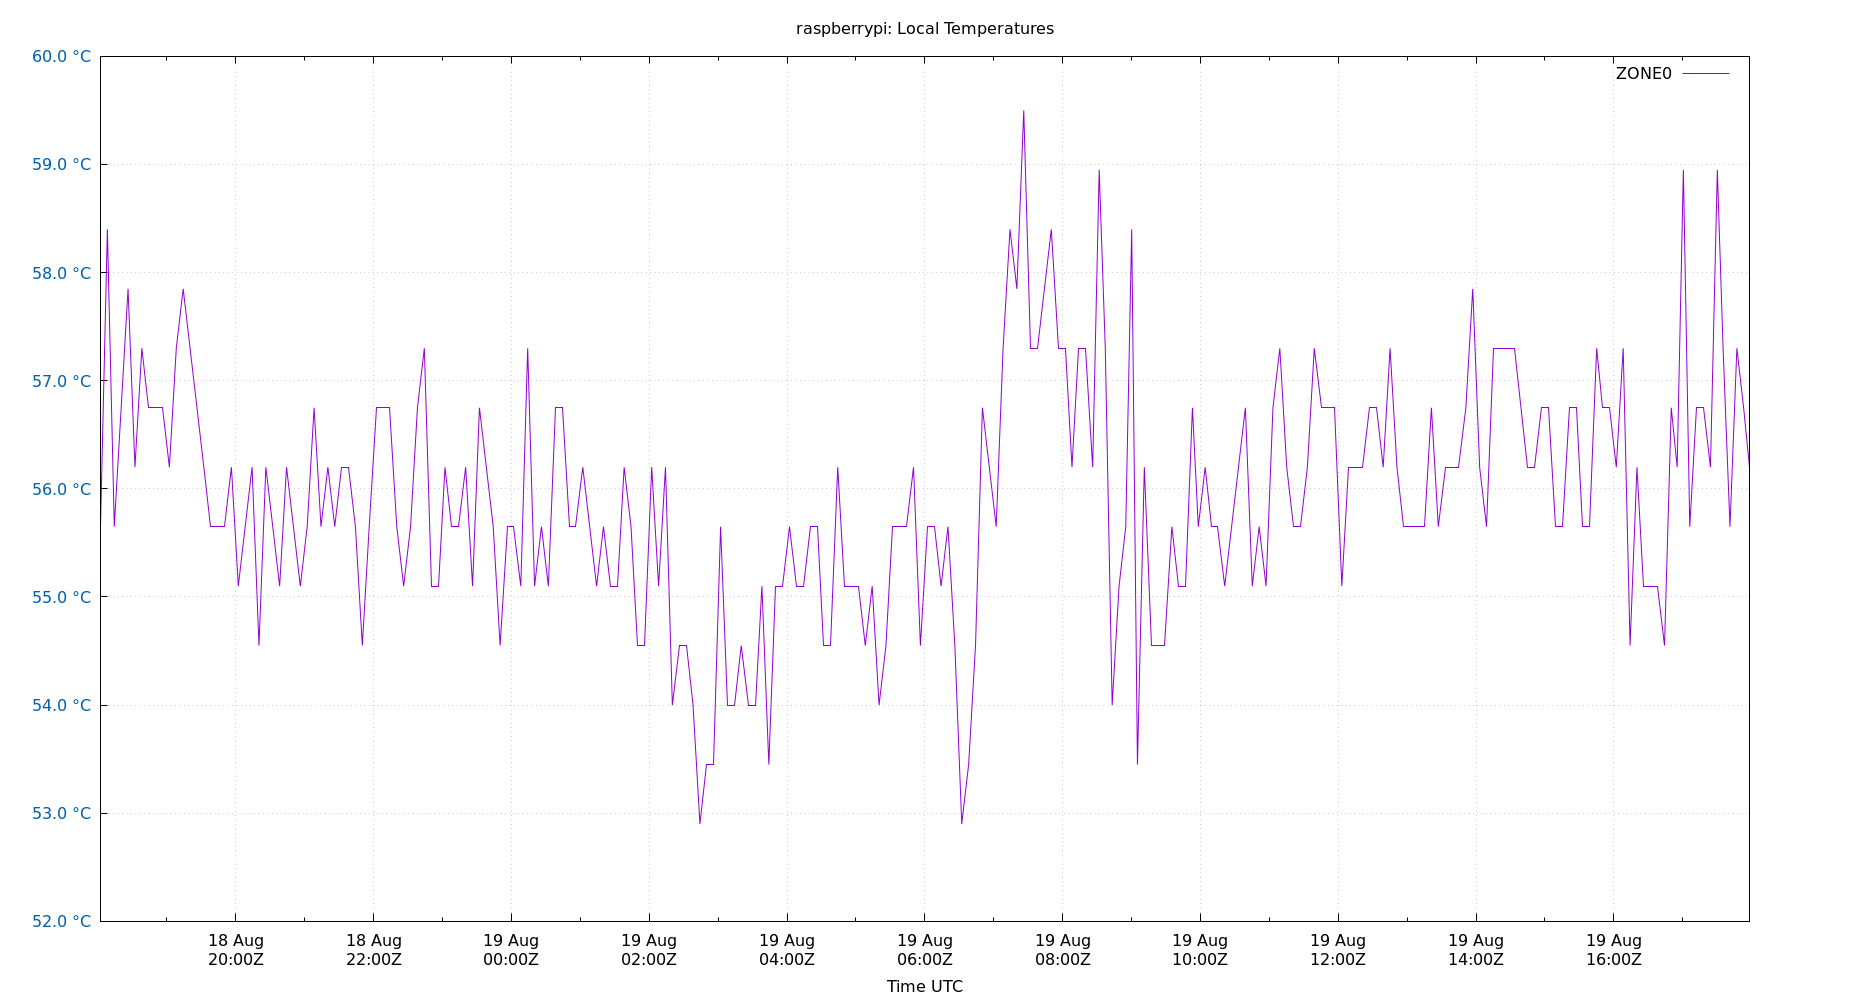 raspberrypi: Local Temperatures
60.0 °C
ZONE0
59.0 °C
58.0 °C
57.0 °C
56.0 °C
55.0 °C
54.0 °C
53.0 °C
52.0 °C
18 Aug 18 Aug 19 Aug 19 Aug 19 Aug 19 Aug 19 Aug 19 Aug 19 Aug 19 Aug 19 Aug
20:00Z 22:00Z 00:00Z 02:00Z 04:00Z 06:00Z 08:00Z 10:00Z 12:00Z 14:00Z 16:00Z
Time UTC